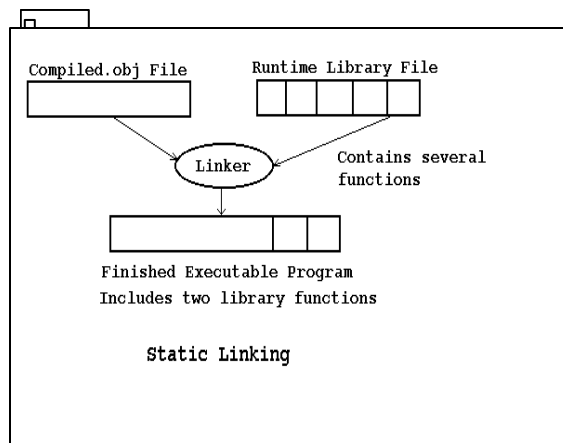 Compiled.obj File
Runtime Library File
Linker
Contains several
functions
Finished Executable Program
Includes two library functions
Static Linking